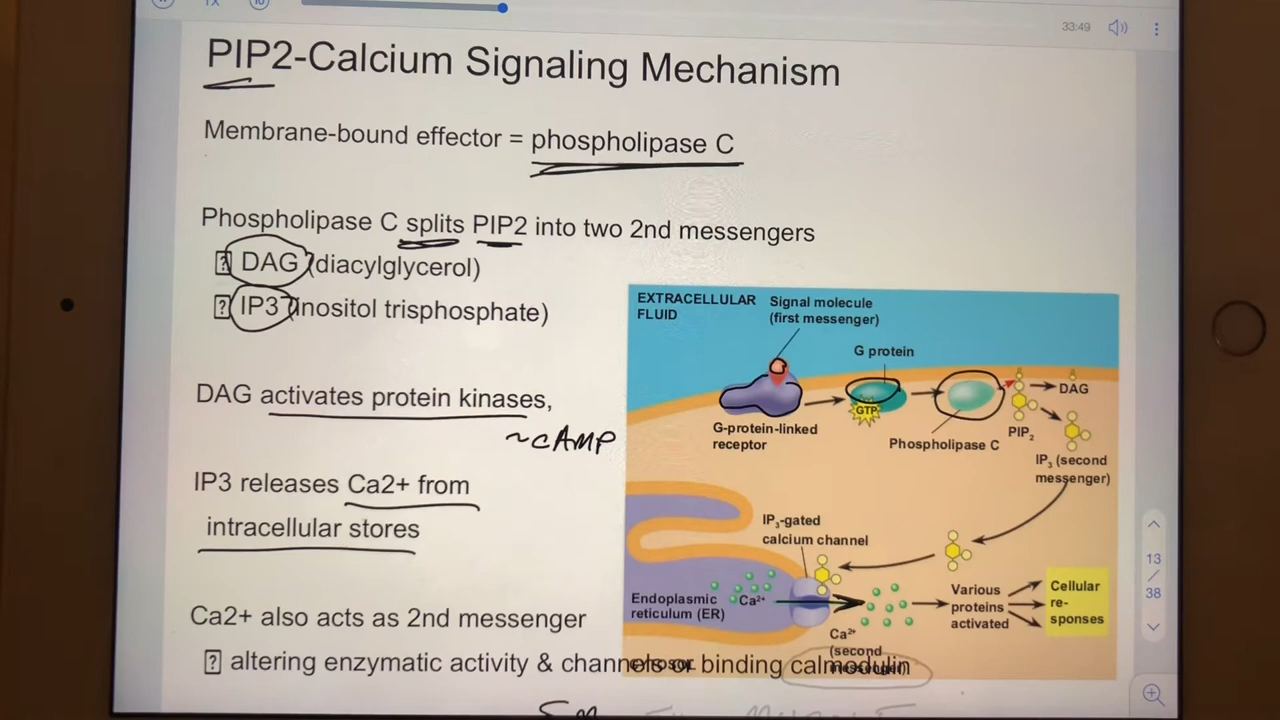 1X
10
33:49
PIP2-Calcium Signaling Mechanism
Membrane-bound effector = phospholipase C
Phospholipase C splits PIP2 into two 2nd messengers
DAG (diacylglycerol)
IP3 (inositol trisphosphate)
DAG activates protein kinases,
~cAMP
IP3 releases Ca2+ from
intracellular stores
Ca2+ also acts as 2nd messenger
altering enzymatic activity & channels or binding calmodulin
EXTRACELLULAR
FLUID
Signal molecule
(first messenger)
G protein
GTP
G-protein-linked
receptor
Phospholipase C
PIP2
DAG
IP3 (second
messenger)
IP3-gated
calcium channel
Endoplasmic
reticulum (ER)
Ca2+
Ca2+
(second
Various
proteins
activated
Cellular
re-
sponses
13
/
38